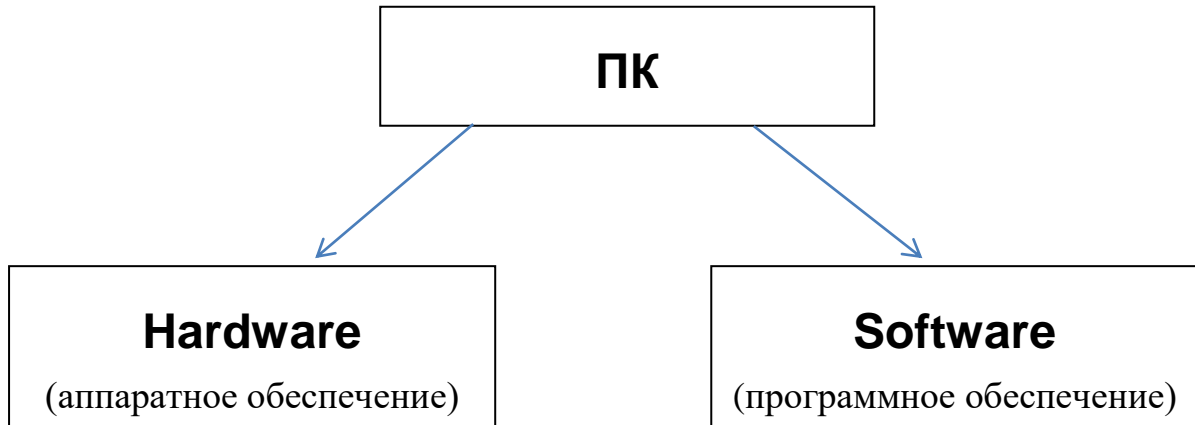 ПК
Hardware
(аппаратное обеспечение)
Software
(программное обеспечение)